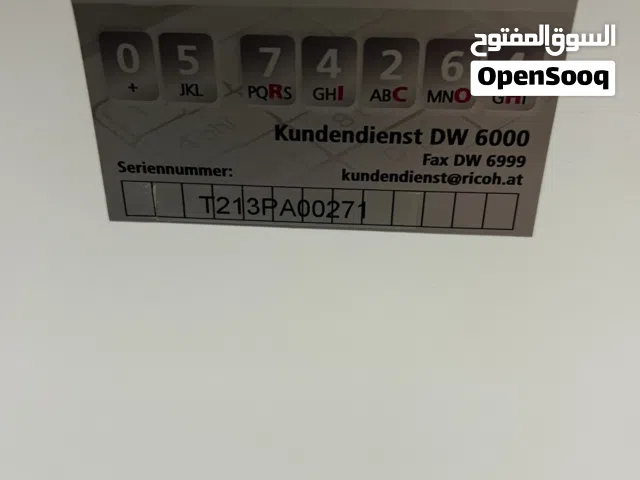 السوق المفتوح
OpenSooq
0 5 7 4 2 6
+ JKL PQRS GHI ABC MNO GHI
Kundendienst DW 6000
Fax DW 6999
kundendienst@ricoh.at
Seriennummer:
T213PA00271